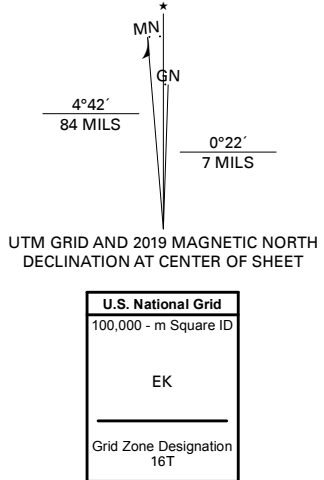 MN
GN
4°42´
84 MILS
0°22´
7 MILS
UTM GRID AND 2019 MAGNETIC NORTH
DECLINATION AT CENTER OF SHEET
U.S. National Grid
100,000 - m Square ID
EK
Grid Zone Designation
16T